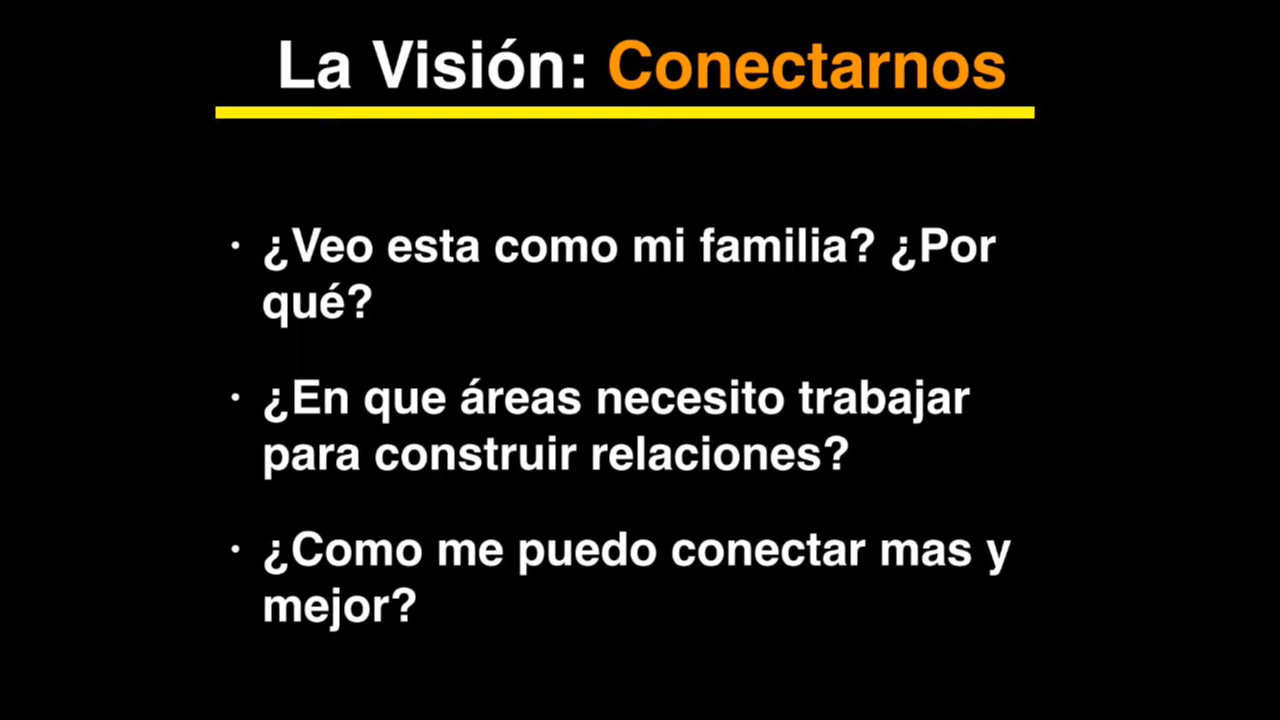 La Visión: Conectarnos
· ¿Veo esta como mi familia? ¿Por
qué?
· ¿En que áreas necesito trabajar
para construir relaciones?
· ¿Como me puedo conectar mas y
mejor?